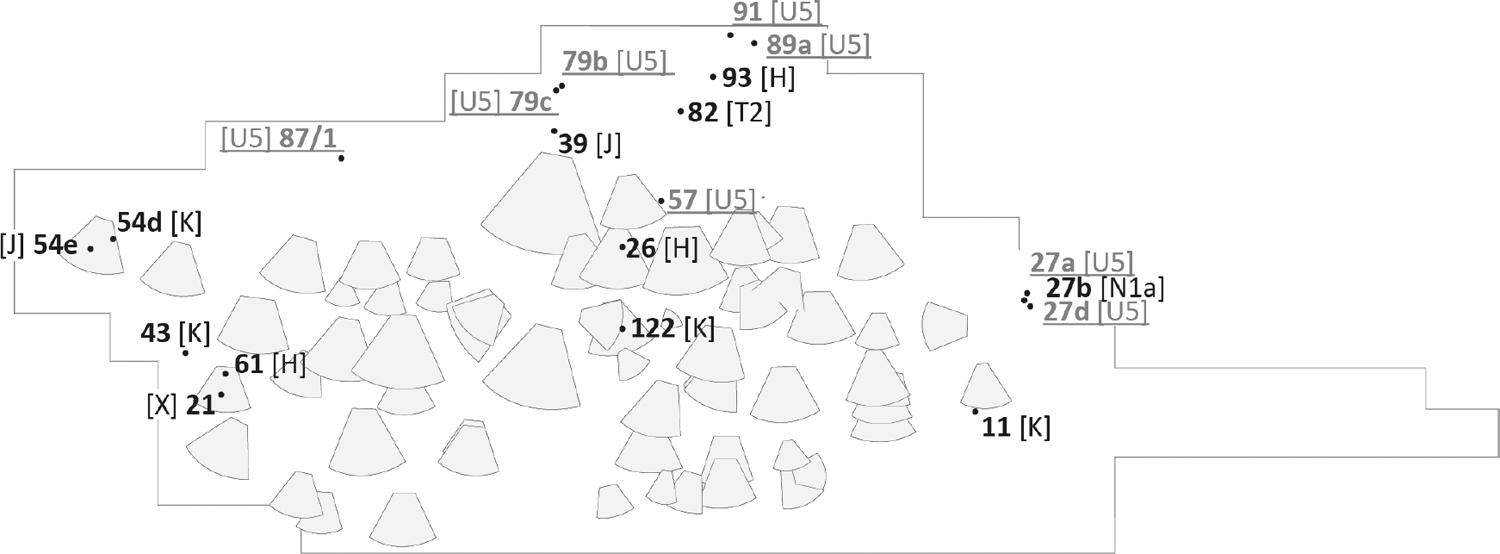 91 [U5]
89a [U5]
79b [U5]
93 [H]
[U5] 79c
82 [T2]
[U5] 87/1
39 [J]
57 [U5]
54d [K]
[J] 54e
26 [H]
27a [U5]
27b [N1a]
27d [U5]
43 [K]
122 [K]
61 [H]
[X] 21
11 [K]